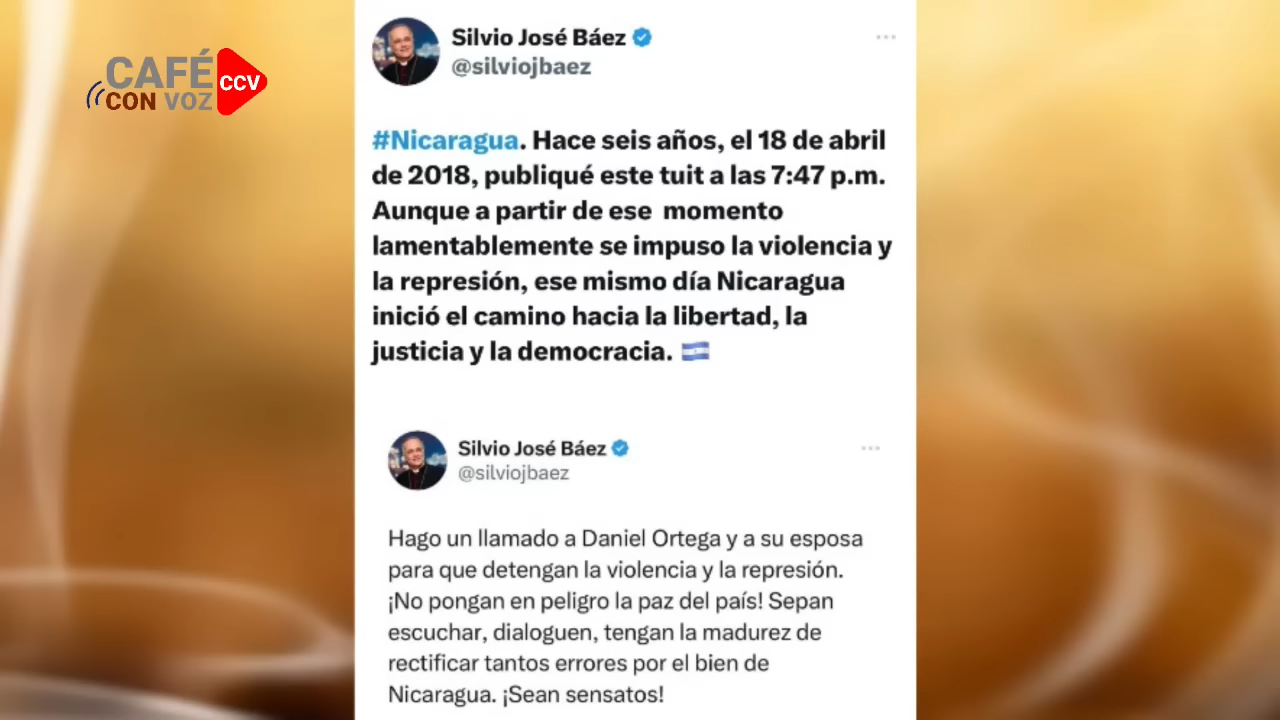 CAFÉ
CON VOZ
CCV
Silvio José Báez
@silviojbaez
#Nicaragua. Hace seis años, el 18 de abril
de 2018, publiqué este tuit a las 7:47 p.m.
Aunque a partir de ese momento
lamentablemente se impuso la violencia y
la represión, ese mismo día Nicaragua
inició el camino hacia la libertad, la
justicia y la democracia. 🇳🇮
Silvio José Báez
@silviojbaez
Hago un llamado a Daniel Ortega y a su esposa
para que detengan la violencia y la represión.
¡No pongan en peligro la paz del país! Sepan
escuchar, dialoguen, tengan la madurez de
rectificar tantos errores por el bien de
Nicaragua. ¡Sean sensatos!